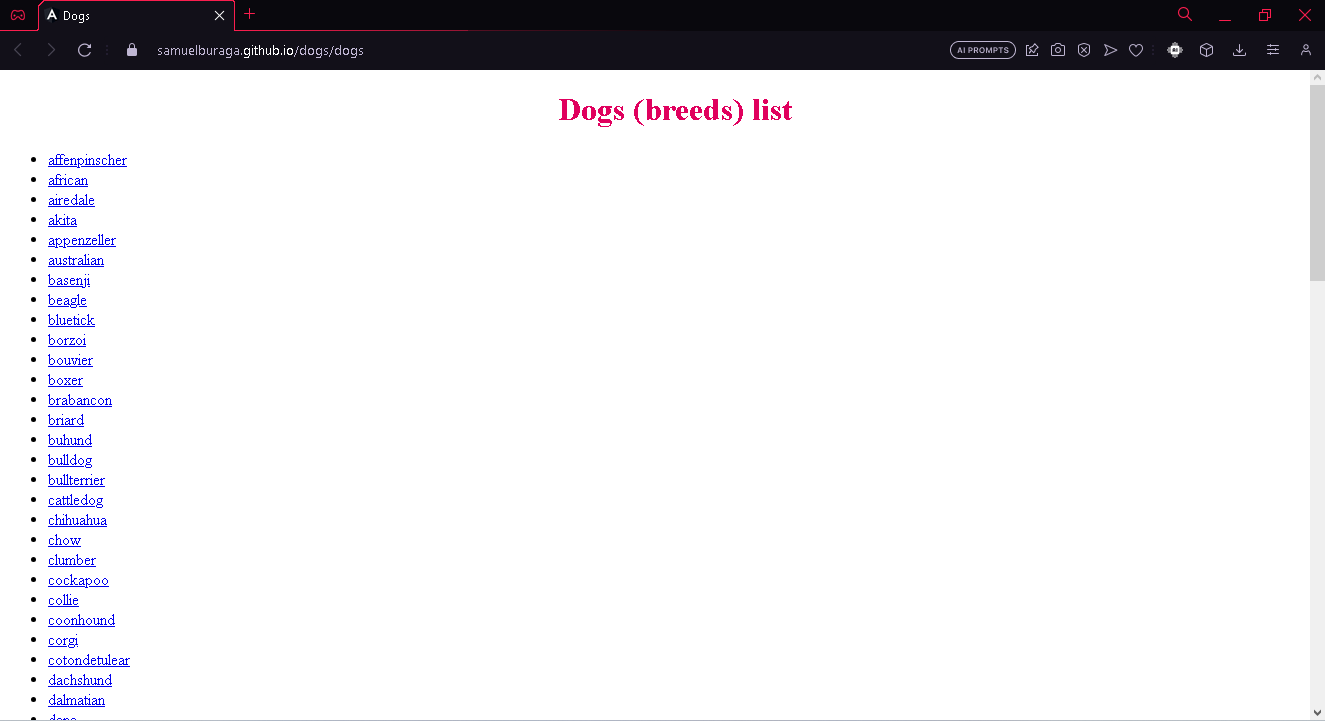 Dogs
samuelburaga.github.io/dogs/dogs
AI PROMPTS
Dogs (breeds) list
affenpinscher
african
airedale
akita
appenzeller
australian
basenji
beagle
bluetick
borzoi
bouvier
boxer
brabancon
briard
buhund
bulldog
bullterrier
cattledog
chihuahua
chow
clumber
cockapoo
collie
coonhound
corgi
cotondetulear
dachshund
dalmatian